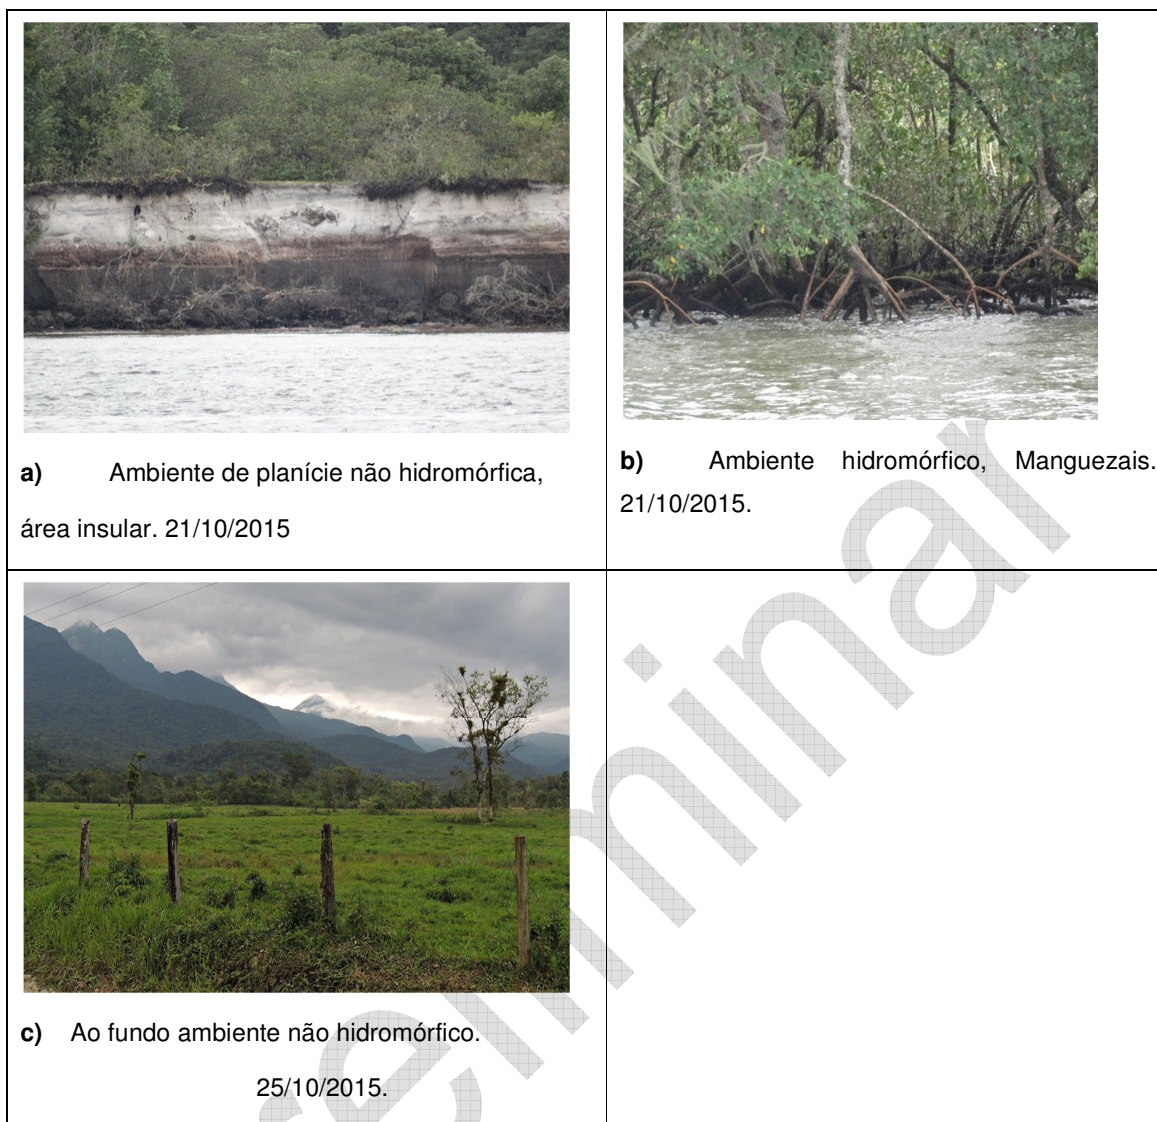 a) Ambiente de planície não hidromórfica,
área insular. 21/10/2015
b) Ambiente hidromórfico, Manguezais.
21/10/2015.
c) Ao fundo ambiente não hidromórfico.
25/10/2015.
reliminar